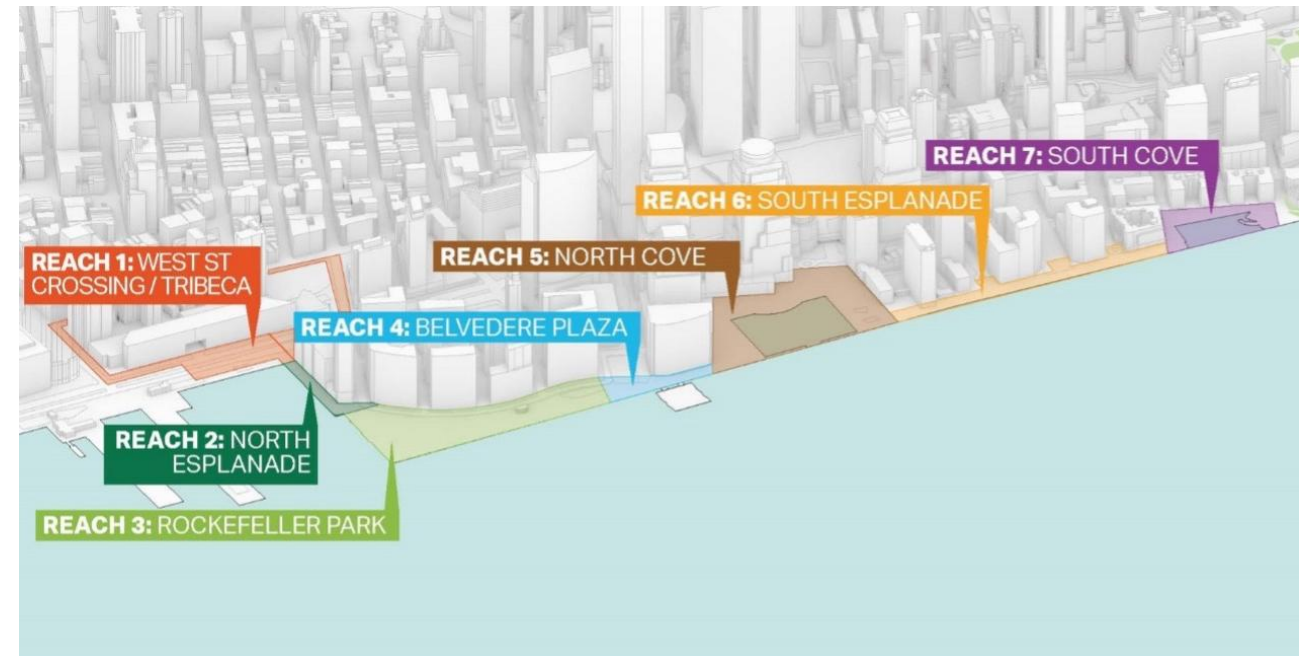 REACH 7: SOUTH COVE
REACH 6: SOUTH ESPLANADE
REACH 5: NORTH COVE
REACH 1: WEST ST
CROSSING / TRIBECA
REACH 4: BELVEDERE PLAZA
REACH 2: NORTH
ESPLANADE
REACH 3: ROCKEFELLER PARK